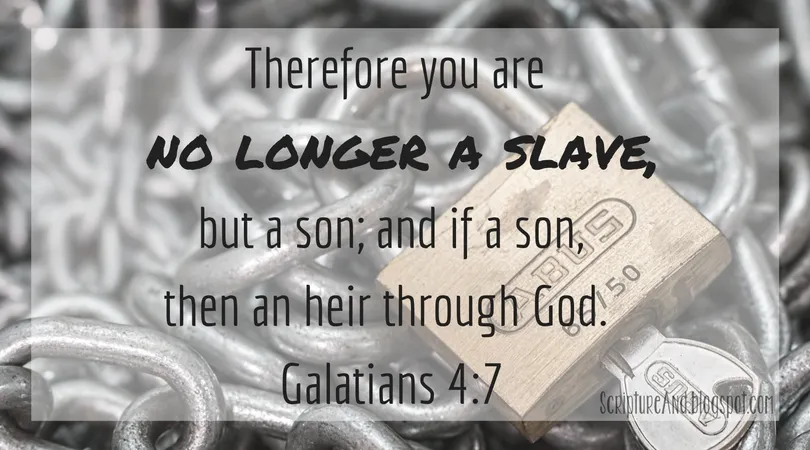 Therefore you are
NO LONGER A SLAVE,
but a son; and if a son,
then an heir through God.
Galatians 4:7
ABUS
/50
ScriptureAnd.blogspot.com